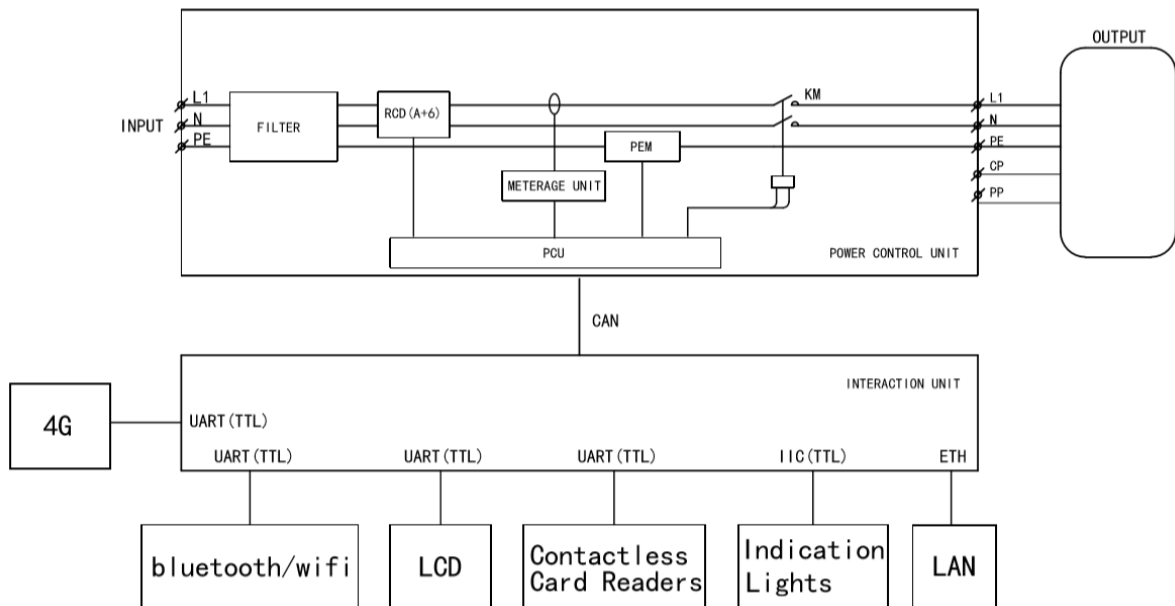 OUTPUT
L1
KM
L1
INPUT
N
FILTER
RCD(A+6)
N
PE
PEM
PE
CP
METERAGE UNIT
PP
PCU
POWER CONTROL UNIT
CAN
INTERACTION UNIT
4G
UART(TTL)
UART(TTL)
UART(TTL)
UART(TTL)
IIC(TTL)
ETH
bluetooth/wifi
LCD
Contactless
Card Readers
Indication
Lights
LAN